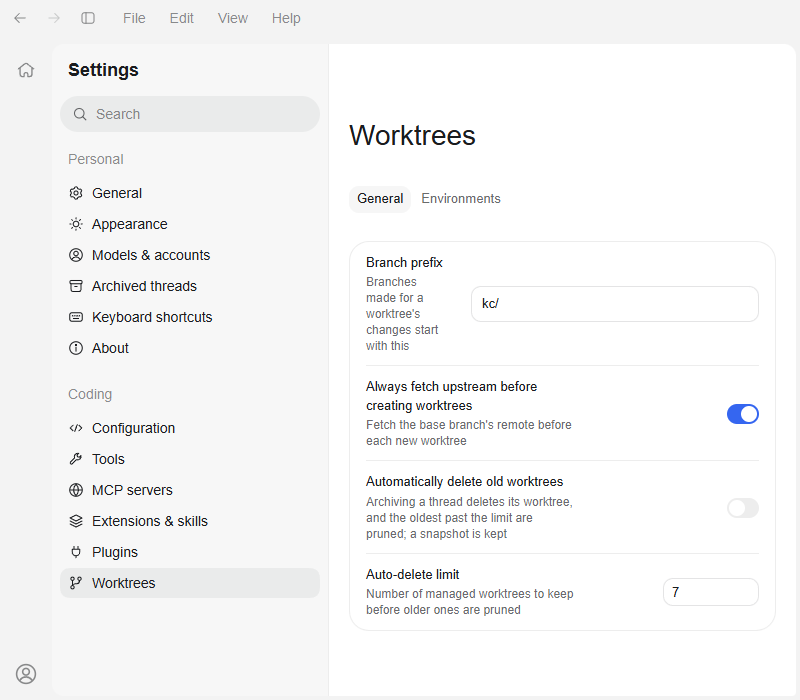 File Edit View Help
Settings
Search
Personal
General
Appearance
Models & accounts
Archived threads
Keyboard shortcuts
About
Coding
Configuration
Tools
MCP servers
Extensions & skills
Plugins
Worktrees
Worktrees
General Environments
Branch prefix
Branches
made for a
worktree's
changes start
with this
kc/
Always fetch upstream before
creating worktrees
Fetch the base branch's remote before
each new worktree
Automatically delete old worktrees
Archiving a thread deletes its worktree,
and the oldest past the limit are
pruned; a snapshot is kept
Auto-delete limit
Number of managed worktrees to keep
before older ones are pruned
7